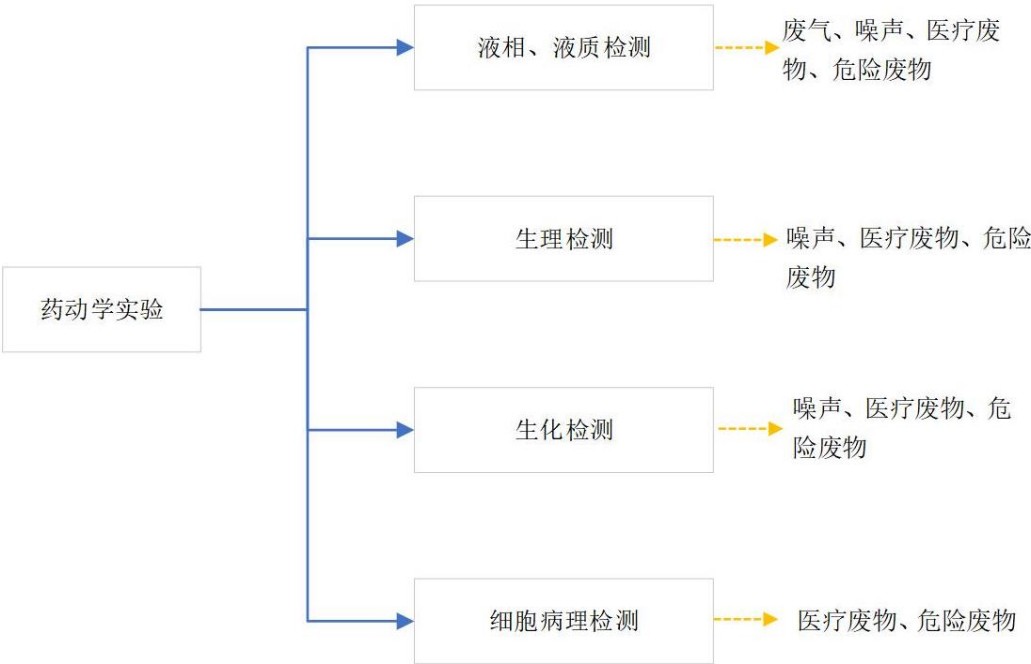 液相、液质检测
废气、噪声、医疗废
物、危险废物
生理检测
噪声、医疗废物、危险
废物
药动学实验
生化检测
噪声、医疗废物、危
险废物
细胞病理检测
医疗废物、危险废物